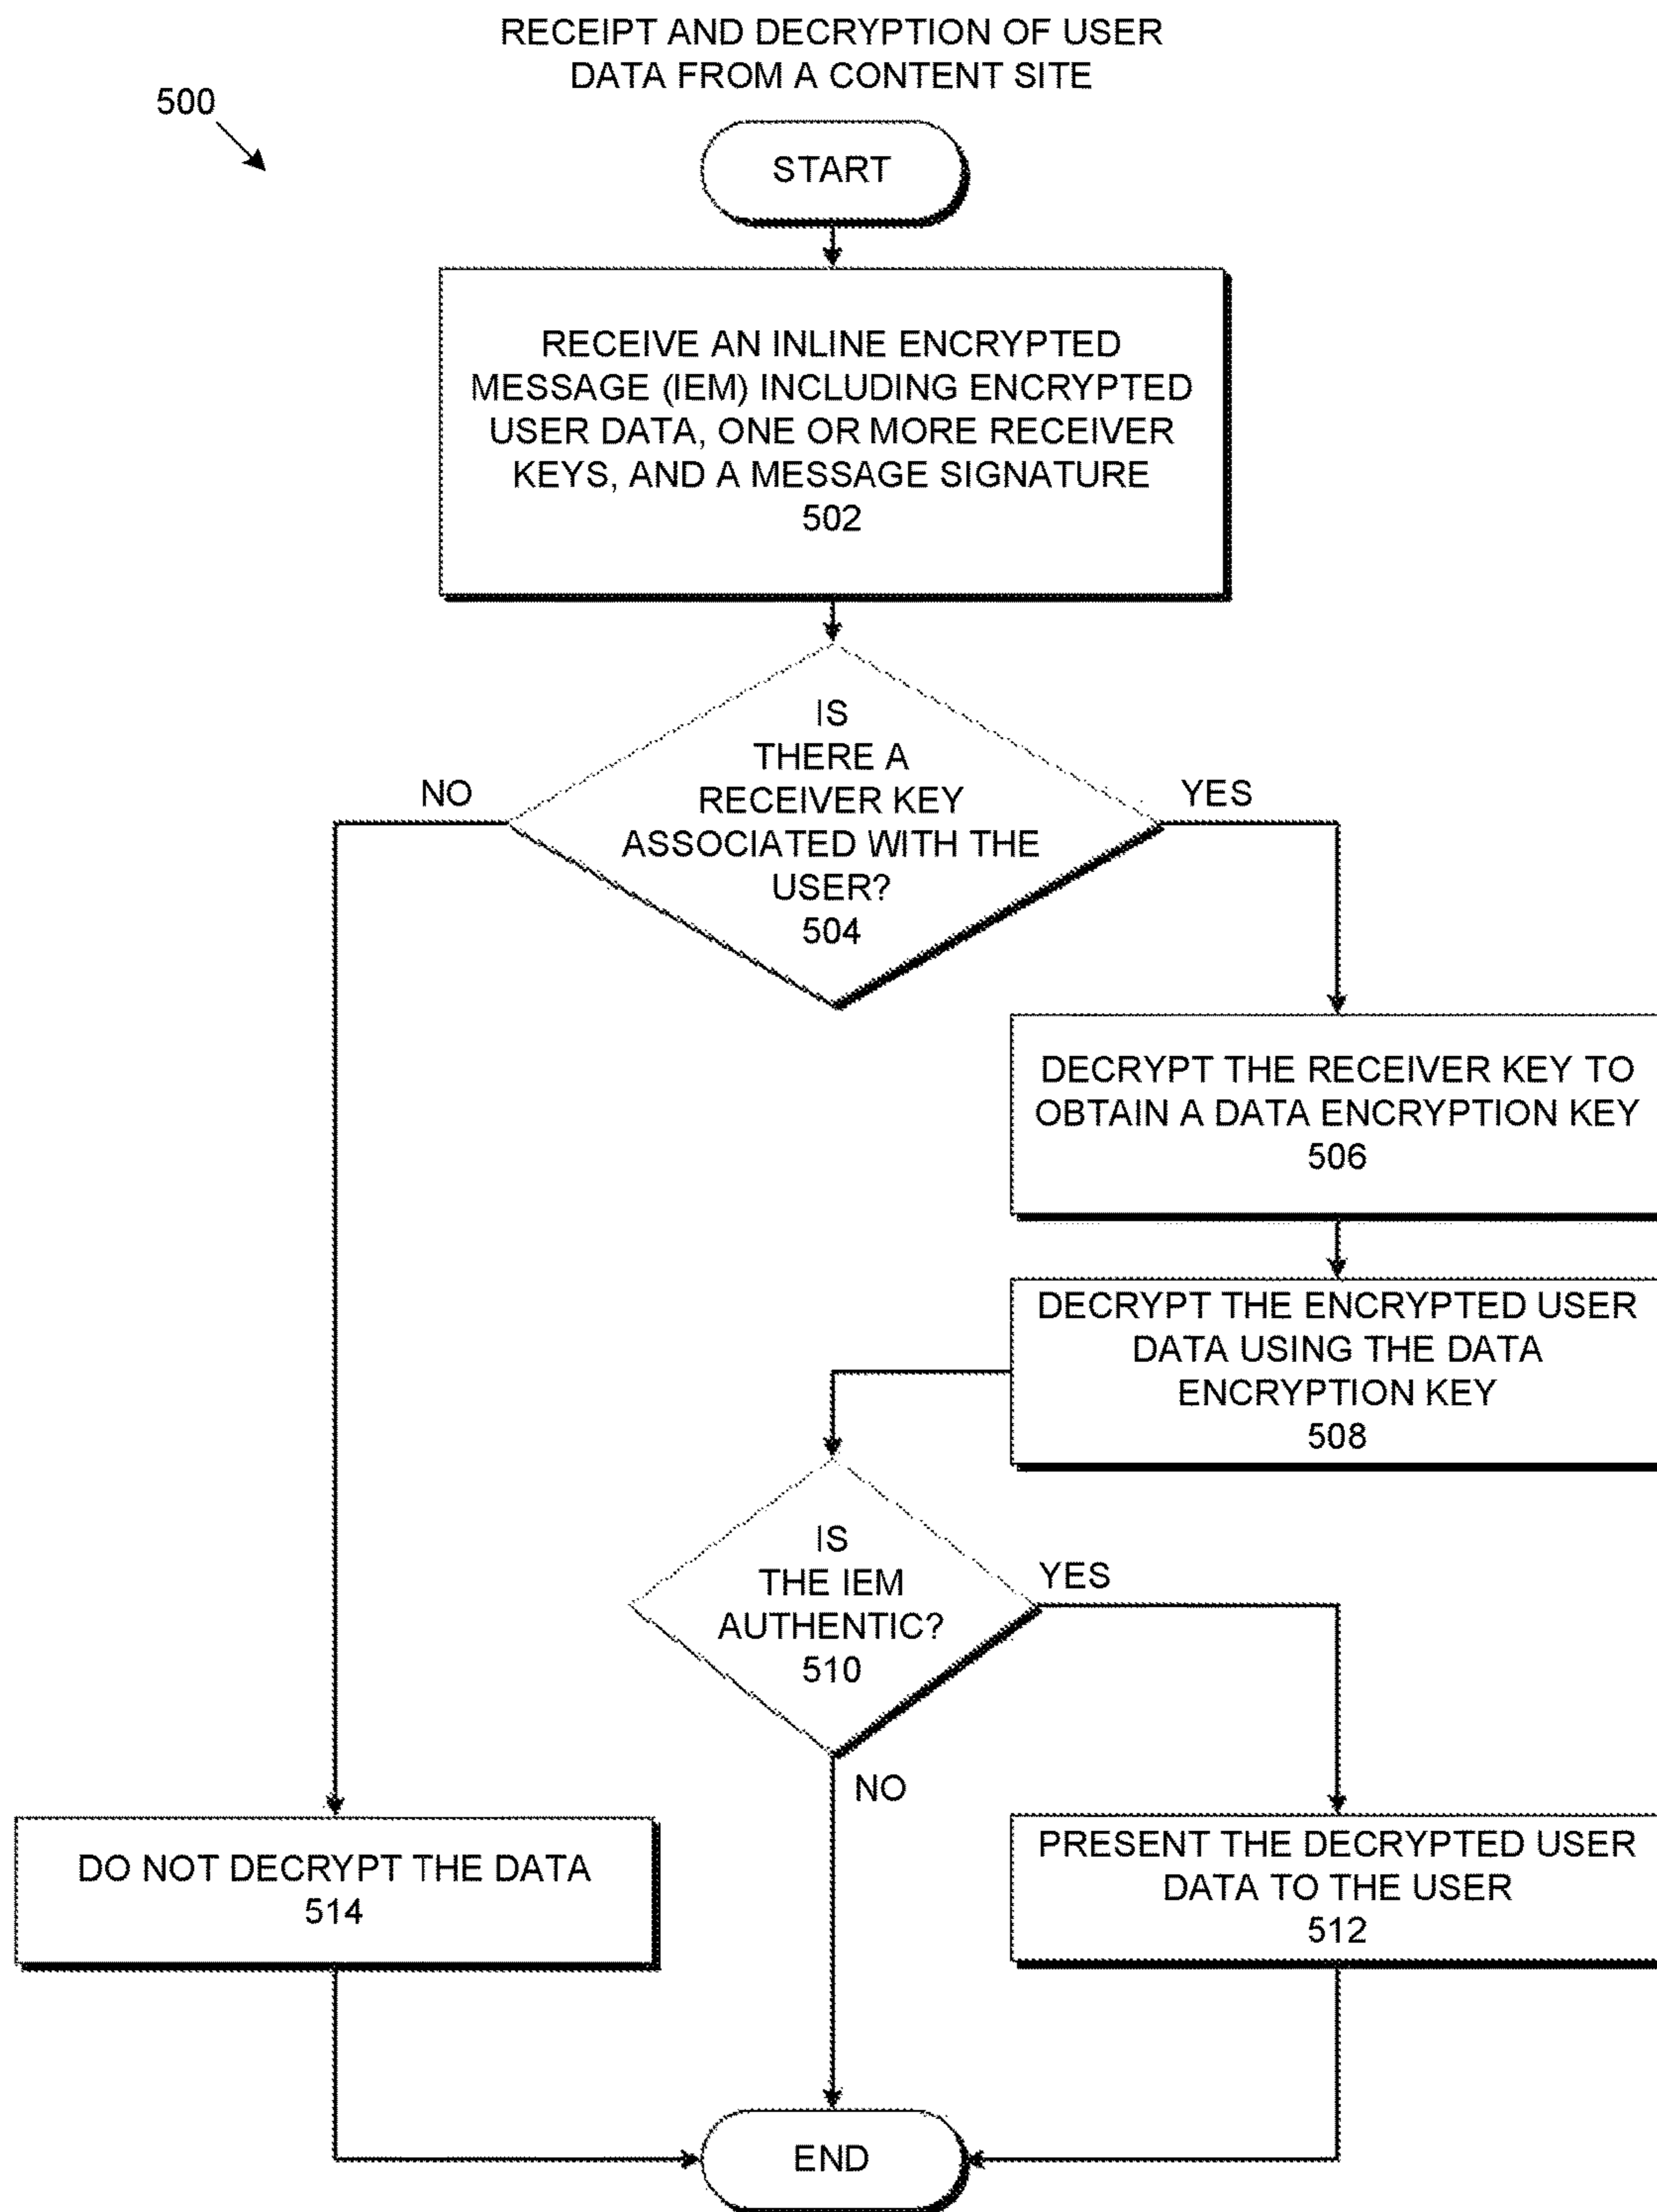 RECEIPT AND DECRYPTION OF USER
DATA FROM A CONTENT SITE
500
START
RECEIVE AN INLINE ENCRYPTED
MESSAGE (IEM) INCLUDING ENCRYPTED
USER DATA, ONE OR MORE RECEIVER
KEYS, AND A MESSAGE SIGNATURE
502
IS
THERE A
RECEIVER KEY
ASSOCIATED WITH THE
USER?
504
NO
YES
DECRYPT THE RECEIVER KEY TO
OBTAIN A DATA ENCRYPTION KEY
506
DECRYPT THE ENCRYPTED USER
DATA USING THE DATA
ENCRYPTION KEY
508
IS
THE IEM
AUTHENTIC?
510
YES
NO
DO NOT DECRYPT THE DATA
514
PRESENT THE DECRYPTED USER
DATA TO THE USER
512
END